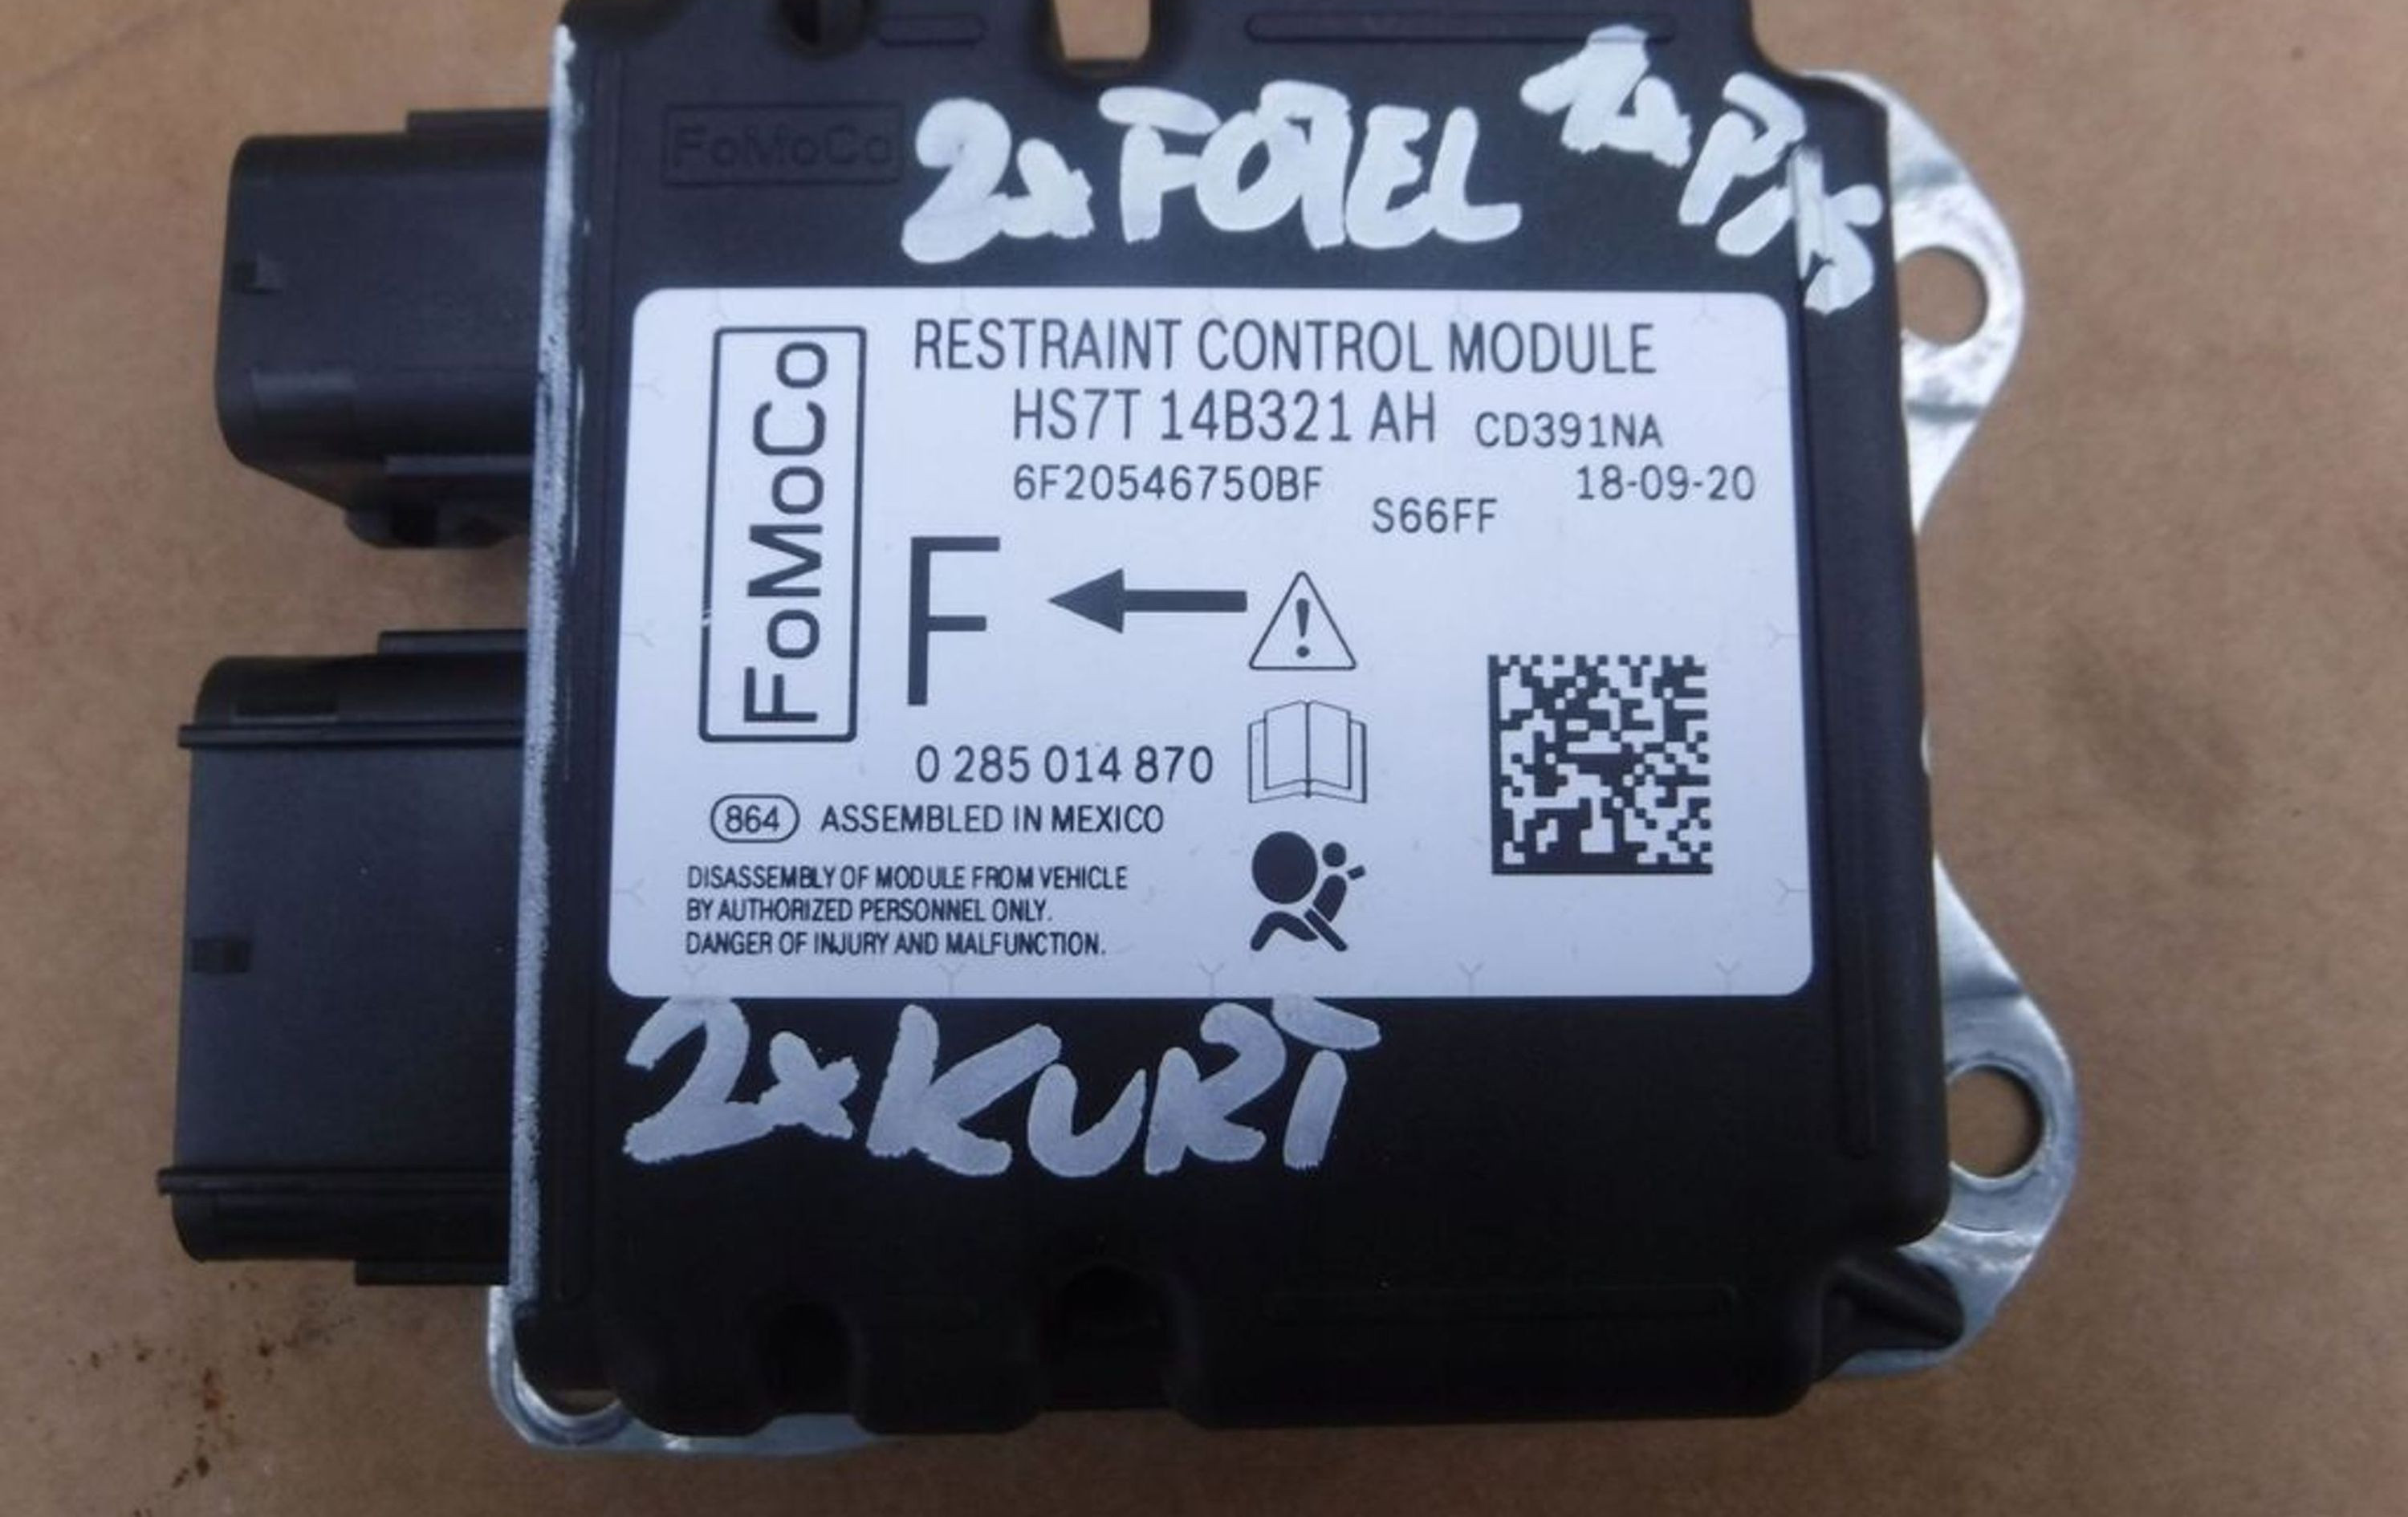 FoMoCo
2x FOTEL 2x PAS
FoMoCo
RESTRAINT CONTROL MODULE
HS7T 14B321 AH CD391NA
6F20546750BF 18-09-20
S66FF
F
0 285 014 870
864 ASSEMBLED IN MEXICO
DISASSEMBLY OF MODULE FROM VEHICLE
BY AUTHORIZED PERSONNEL ONLY.
DANGER OF INJURY AND MALFUNCTION.
2x KURT